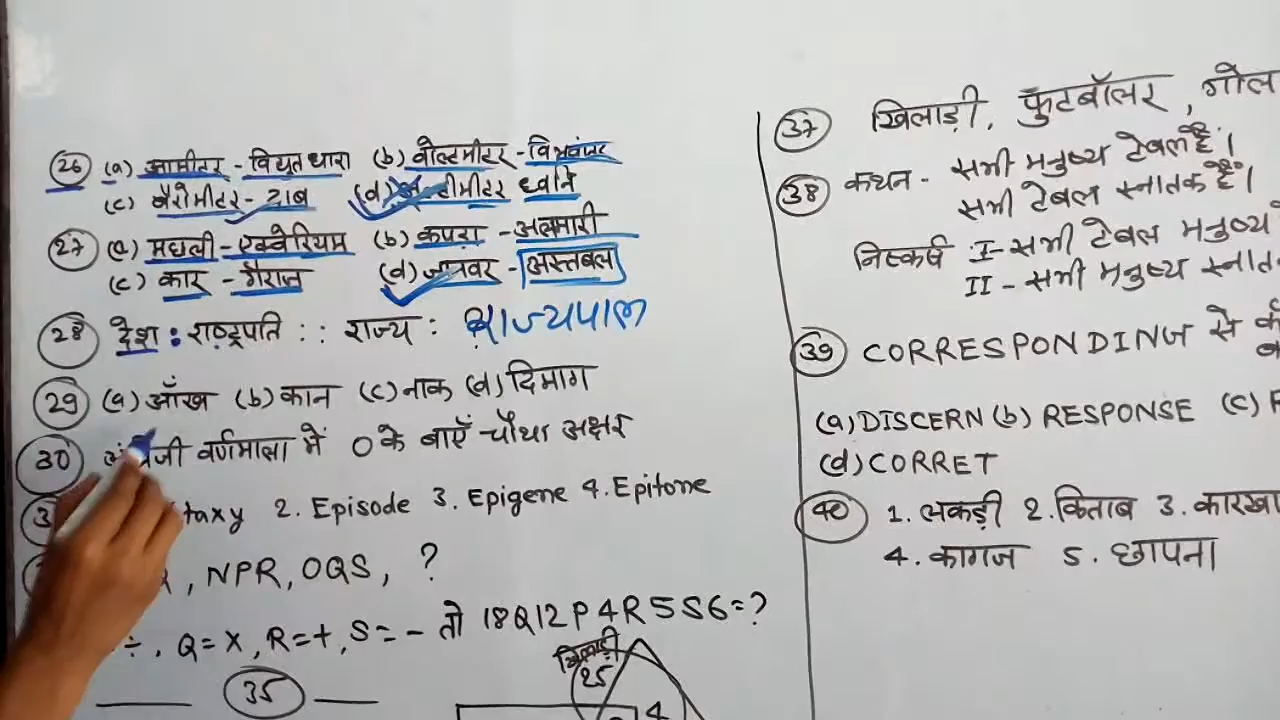 26 (a) आमीटर - विद्युतधारा (b) वोल्टमीटर -
(c) बैरोमीटर - दाब (d) टीमीटर ध्वनि
27 (a) मछली - एक्वेरियम (b) कपड़ा - अलमारी
(c) कार - गैराज (d) जानवर - अस्तबल
28 देश : राष्ट्रपति : : राज्य : राज्यपाल
29 (a) आँख (b) कान (c) नाक (d) दिमाग
30 वर्णमाला में O के बाएँ चौथा अक्षर
taxy 2. Episode 3. Epigene 4. Epitome
, NPR, OQS, ?
÷, Q=×, R=+, S=- तो 18Q12P4R5S6=?
35
खिलाड़ी
25
4
37 खिलाड़ी, फुटबॉलर, गोल
38 कथन - सभी मनुष्य टेबल है।
सभी टेबल स्नातक है।
निष्कर्ष I - सभी टेबल मनुष्य
II - सभी मनुष्य स्नात
39 CORRESPONDING से
(a) DISCERN (b) RESPONSE (c)
(d) CORRET
40 1. लकड़ी 2. किताब 3. कारखा
4. कागज 5. छापना